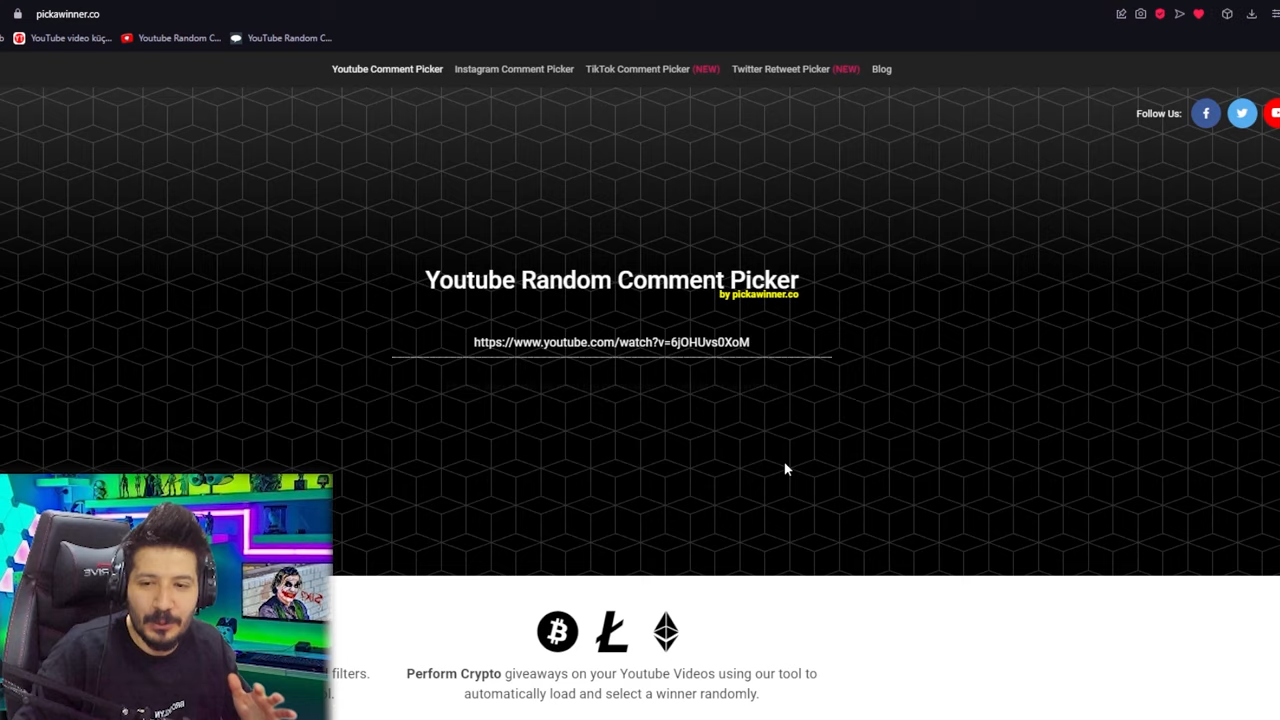 pickawinner.co
YouTube video küç...
Youtube Random C...
YouTube Random C...
Youtube Comment Picker
Instagram Comment Picker
TikTok Comment Picker (NEW)
Twitter Retweet Picker (NEW)
Blog
Follow Us:
Youtube Random Comment Picker
by pickawinner.co
https://www.youtube.com/watch?v=6jOHUvs0XoM
filters.
Perform Crypto giveaways on your Youtube Videos using our tool to
automatically load and select a winner randomly.